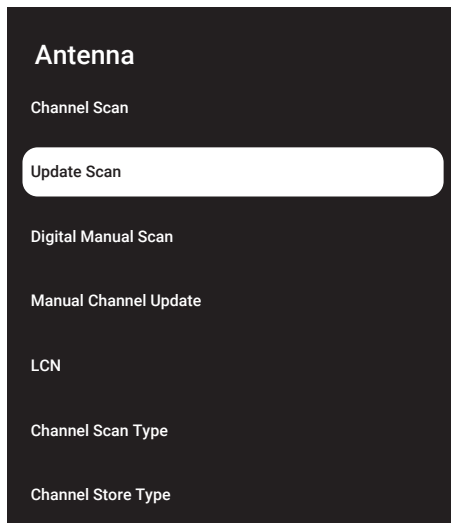 Antenna
Channel Scan
Update Scan
Digital Manual Scan
Manual Channel Update
LCN
Channel Scan Type
Channel Store Type